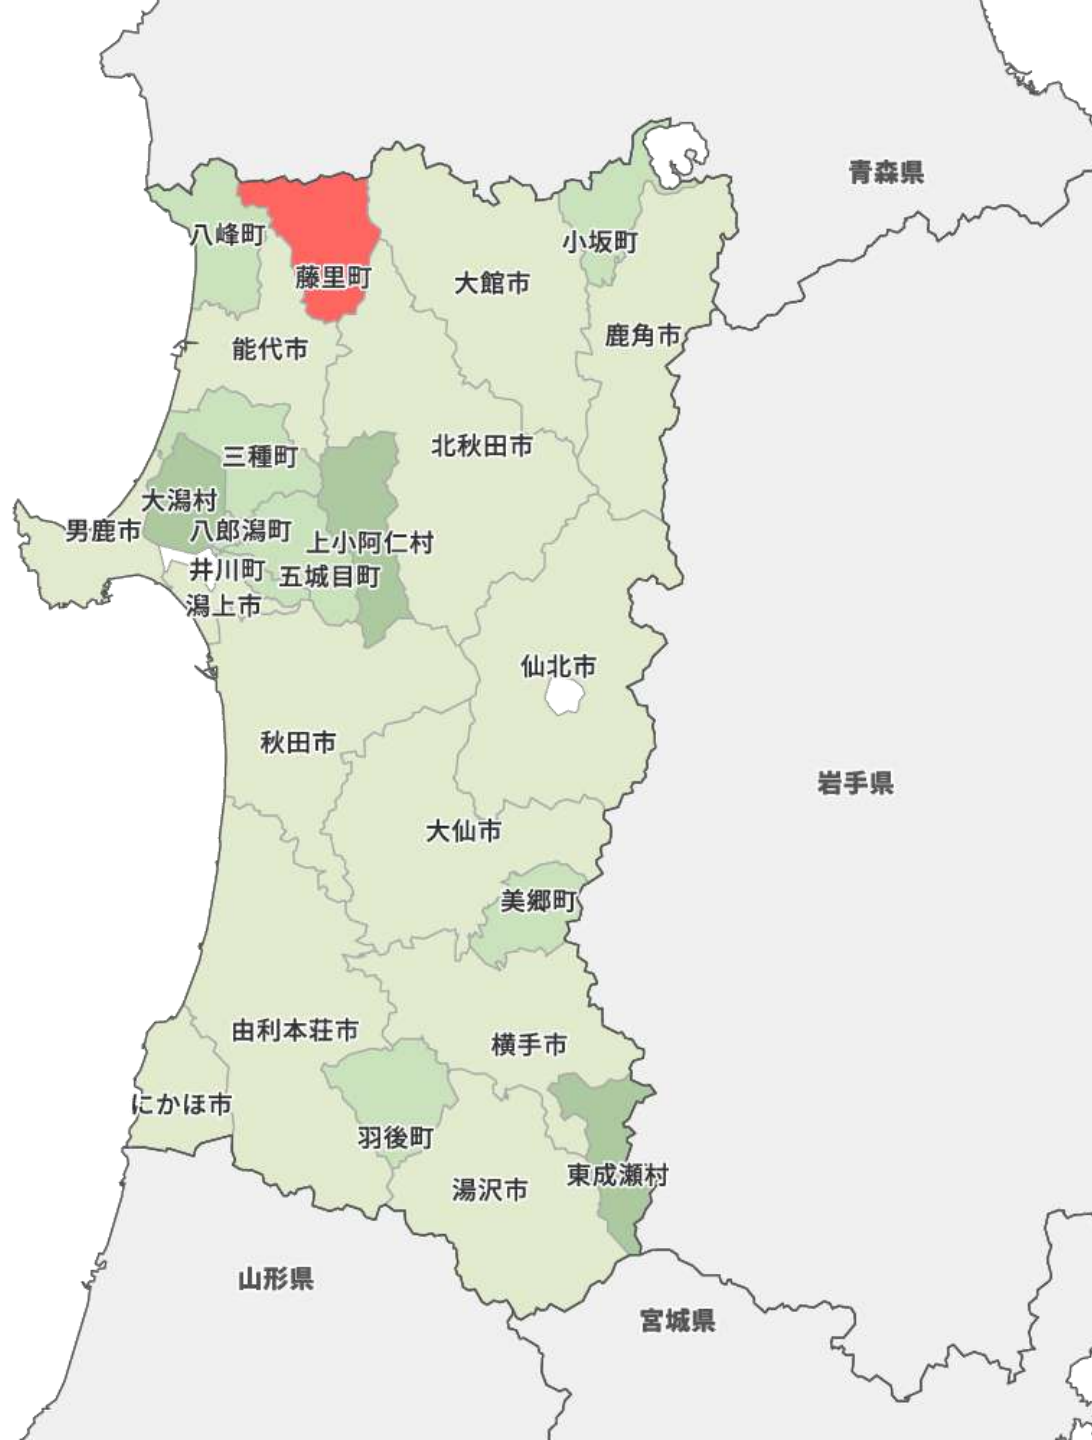 青森県
八峰町
小坂町
藤里町
大館市
鹿角市
能代市
北秋田市
三種町
大潟村
男鹿市
八郎潟町
上小阿仁村
井川町
五城目町
潟上市
仙北市
秋田市
岩手県
大仙市
美郷町
由利本荘市
横手市
にかほ市
羽後町
東成瀬村
湯沢市
山形県
宮城県